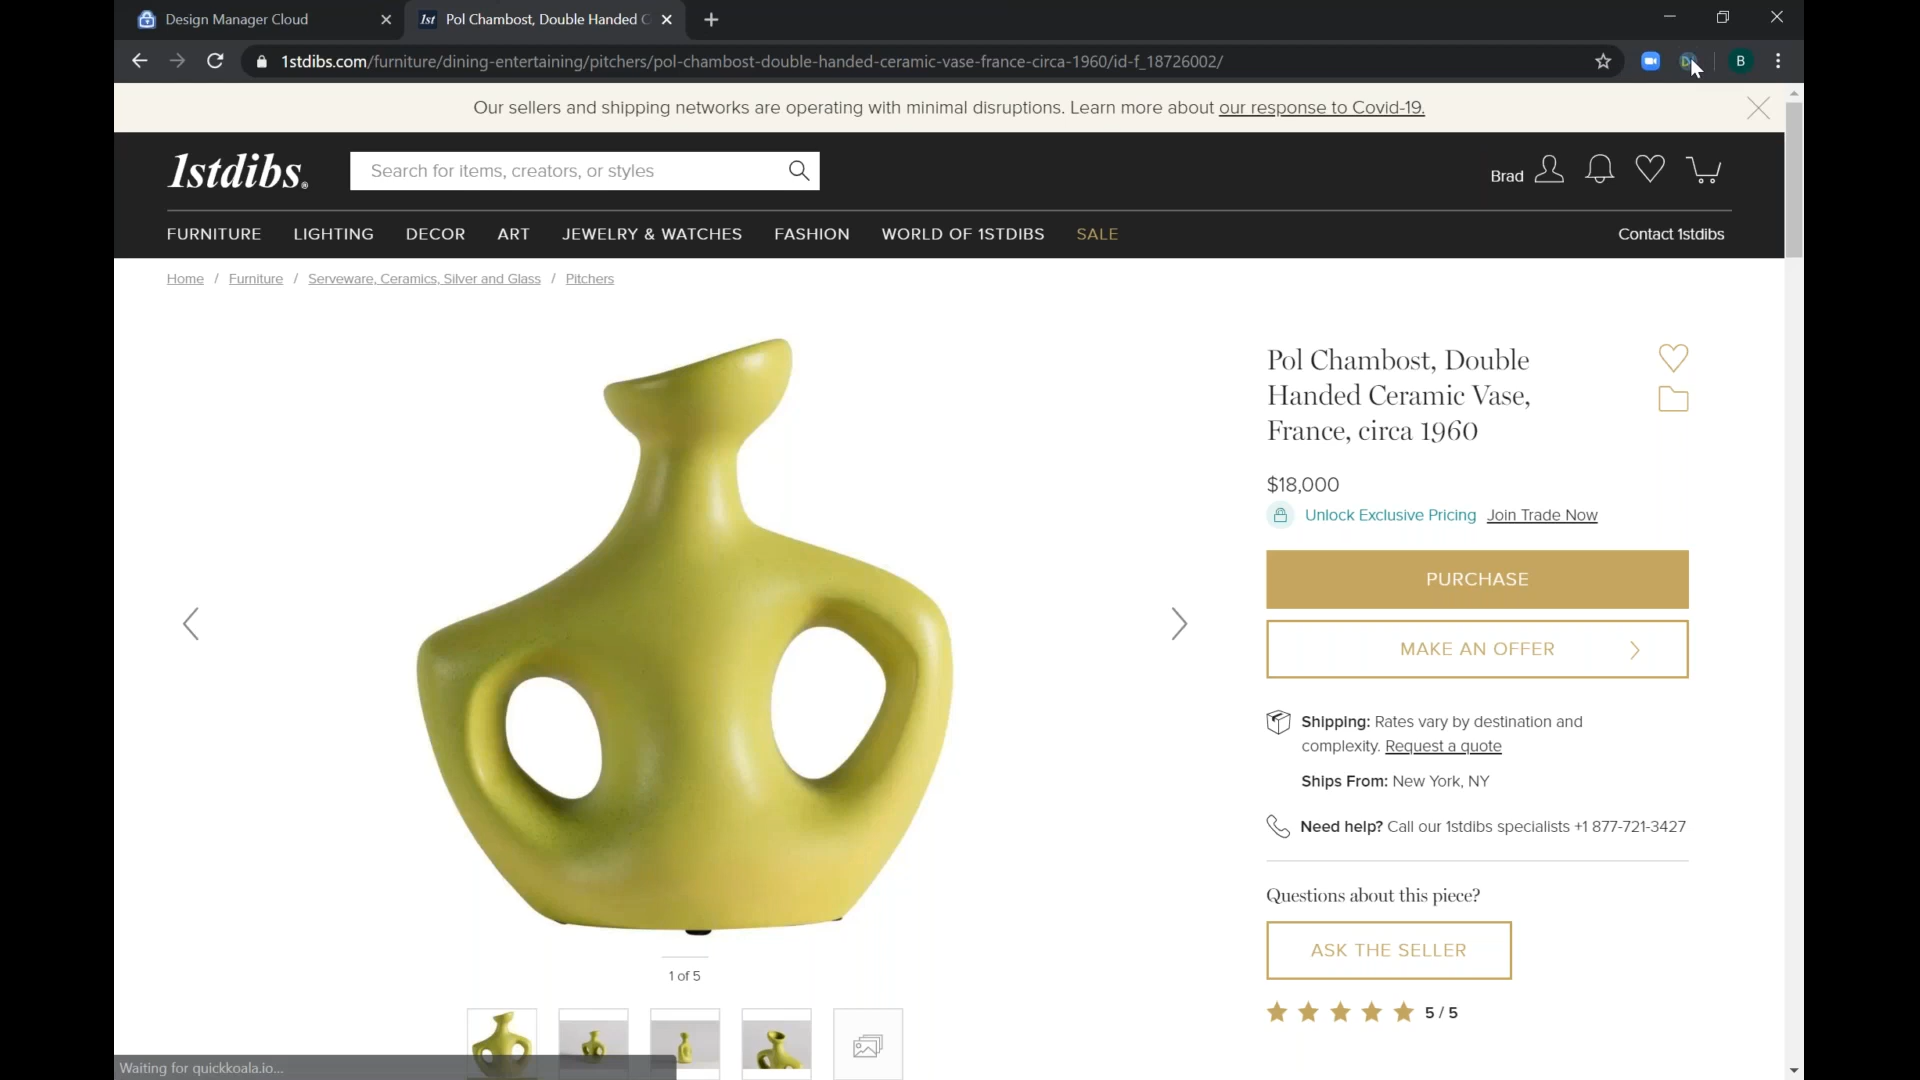 Design Manager Cloud
1st Pol Chambost, Double Handed C
1stdibs.com/furniture/dining-entertaining/pitchers/pol-chambost-double-handed-ceramic-vase-france-circa-1960/id-f_18726002/
B
Our sellers and shipping networks are operating with minimal disruptions. Learn more about our response to Covid-19.
1stdibs®
Search for items, creators, or styles
Brad
FURNITURE LIGHTING DECOR ART JEWELRY & WATCHES FASHION WORLD OF 1STDIBS SALE Contact 1stdibs
Home / Furniture / Serveware, Ceramics, Silver and Glass / Pitchers
Pol Chambost, Double
Handed Ceramic Vase,
France, circa 1960
$18,000
Unlock Exclusive Pricing Join Trade Now
PURCHASE
MAKE AN OFFER
Shipping: Rates vary by destination and
complexity. Request a quote
Ships From: New York, NY
Need help? Call our 1stdibs specialists +1 877-721-3427
Questions about this piece?
ASK THE SELLER
5 / 5
1 of 5
Waiting for quickkoala.io...